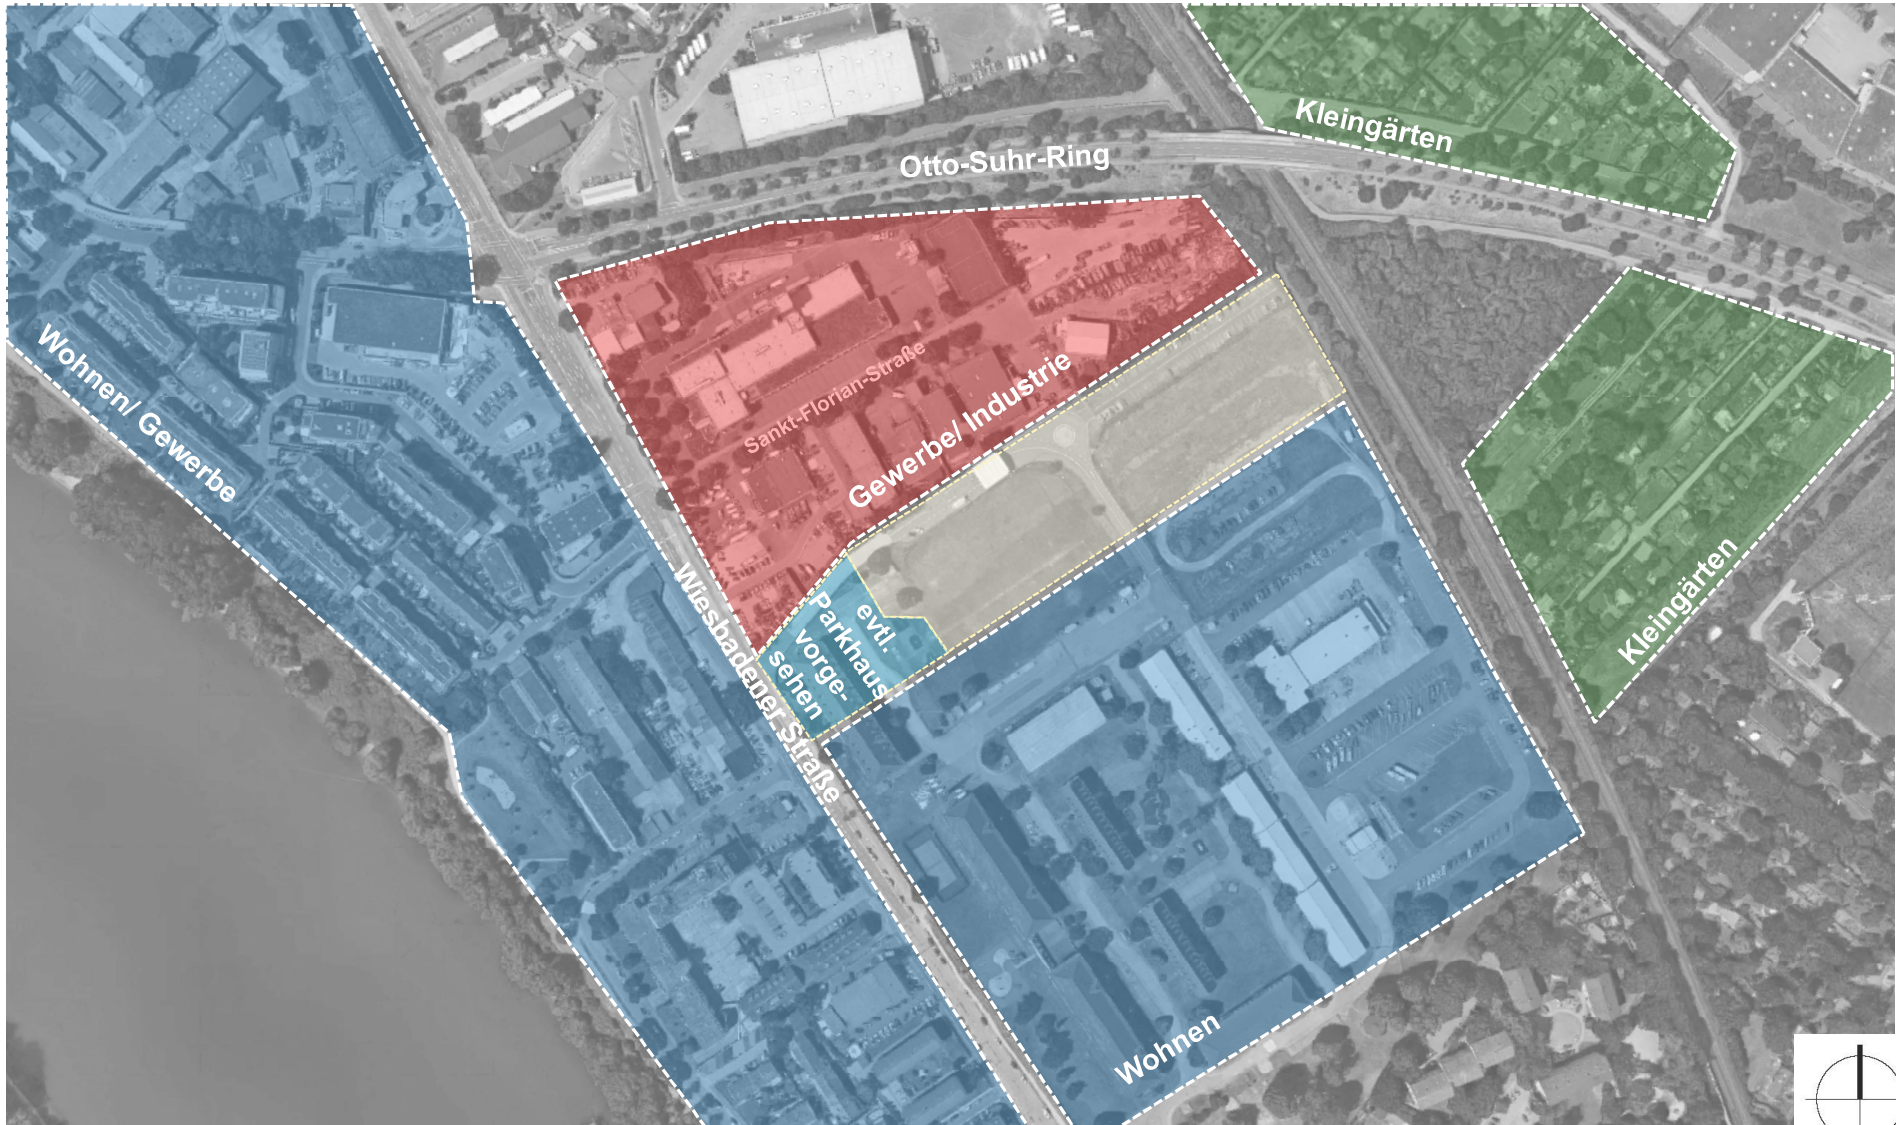 Kleingärten
Otto-Suhr-Ring
Wohnen/ Gewerbe
Sankt-Florian-Straße
Gewerbe/ Industrie
Kleingärten
Wiesbadener Straße
evtl.
Parkhaus
vorge-
sehen
Wohnen